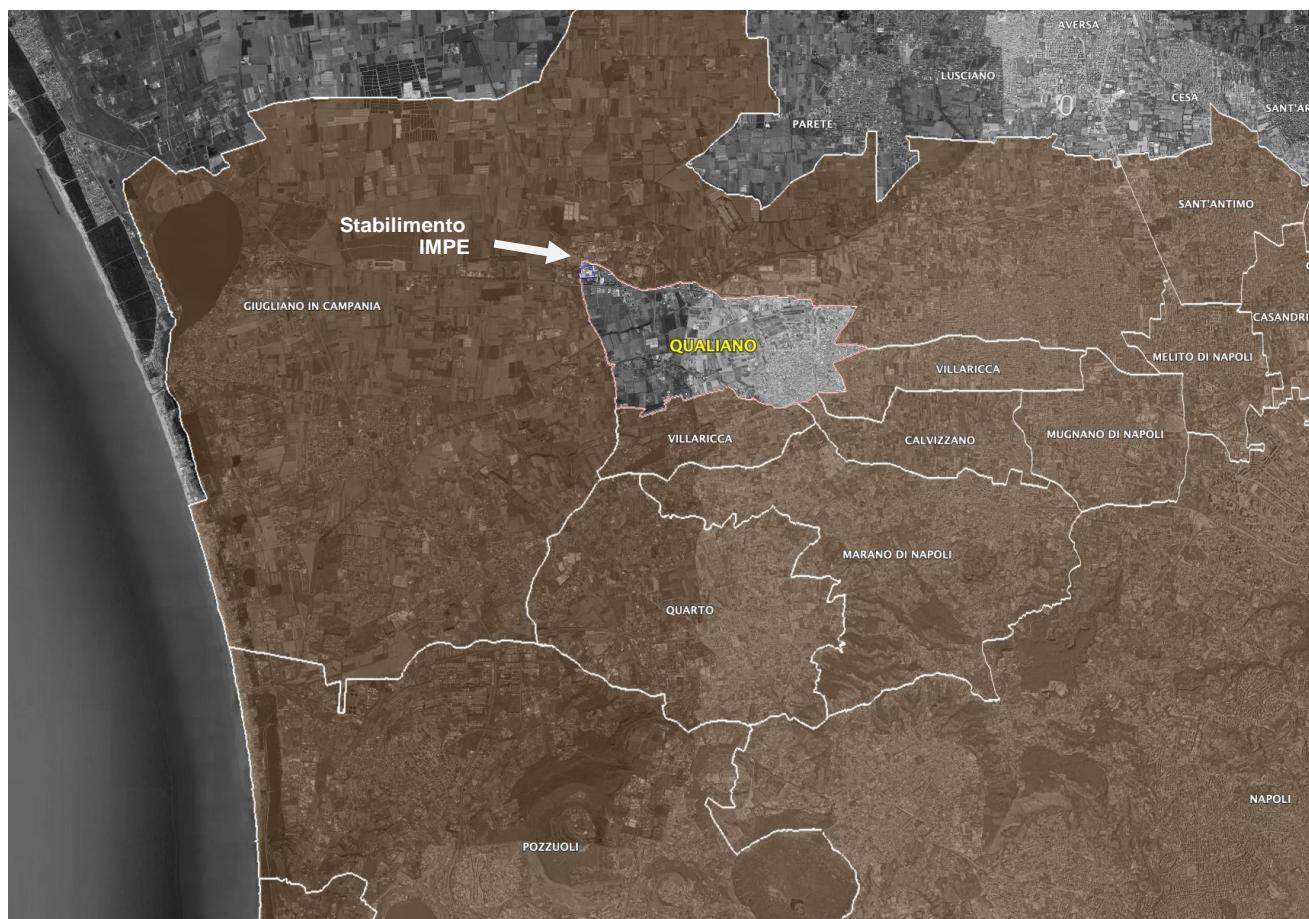 AVERSA
LUSCIANO
CESA
SANT'AR
PARETE
SANT'ANTIMO
Stabilimento
IMPE
GIUGLIANO IN CAMPANIA
CASANDRI
QUALIANO
MELITO DI NAPOLI
VILLARICCA
VILLARICCA
CALVIZZANO
MUGNANO DI NAPOLI
MARANO DI NAPOLI
QUARTO
NAPOLI
POZZUOLI